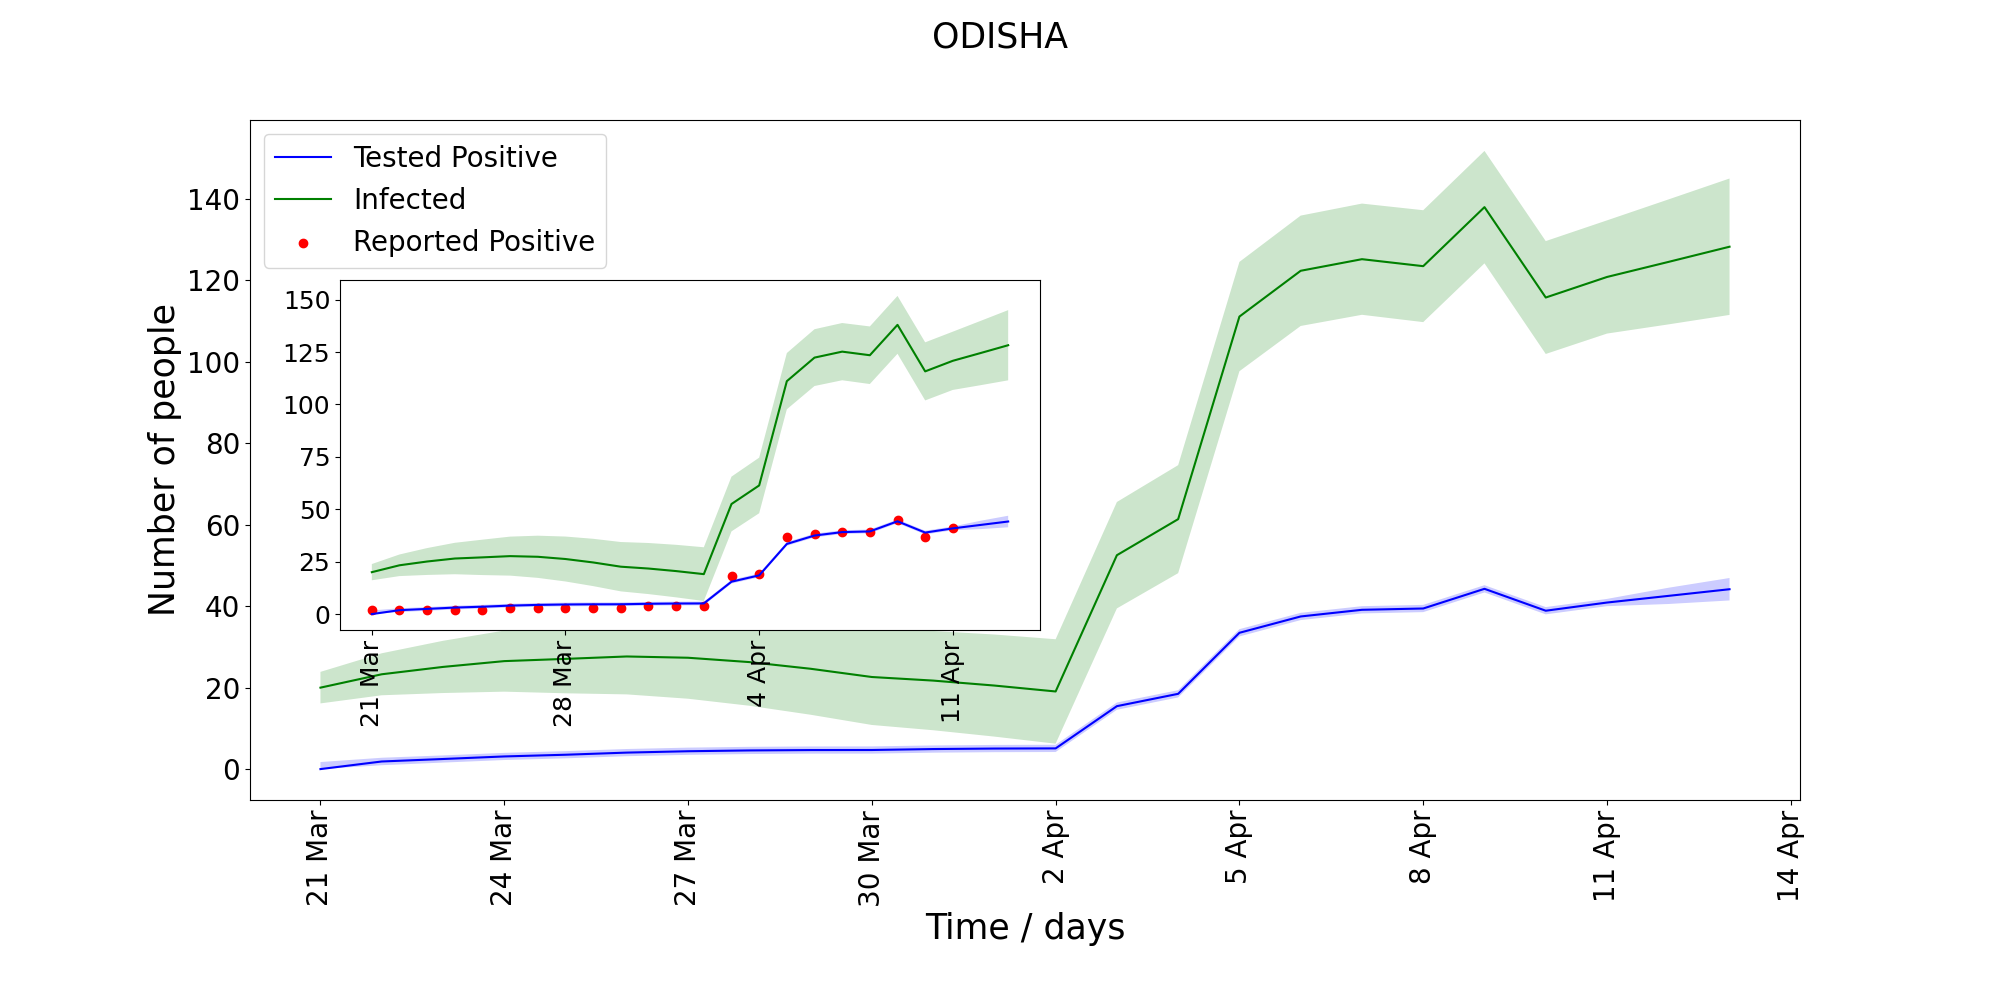 ODISHA
Tested Positive
Infected
Reported Positive
Number of people
140
120
100
80
60
40
20
0
150
125
100
75
50
25
0
21 Mar
28 Mar
4 Apr
11 Apr
21 Mar
24 Mar
27 Mar
30 Mar
2 Apr
5 Apr
8 Apr
11 Apr
14 Apr
Time / days